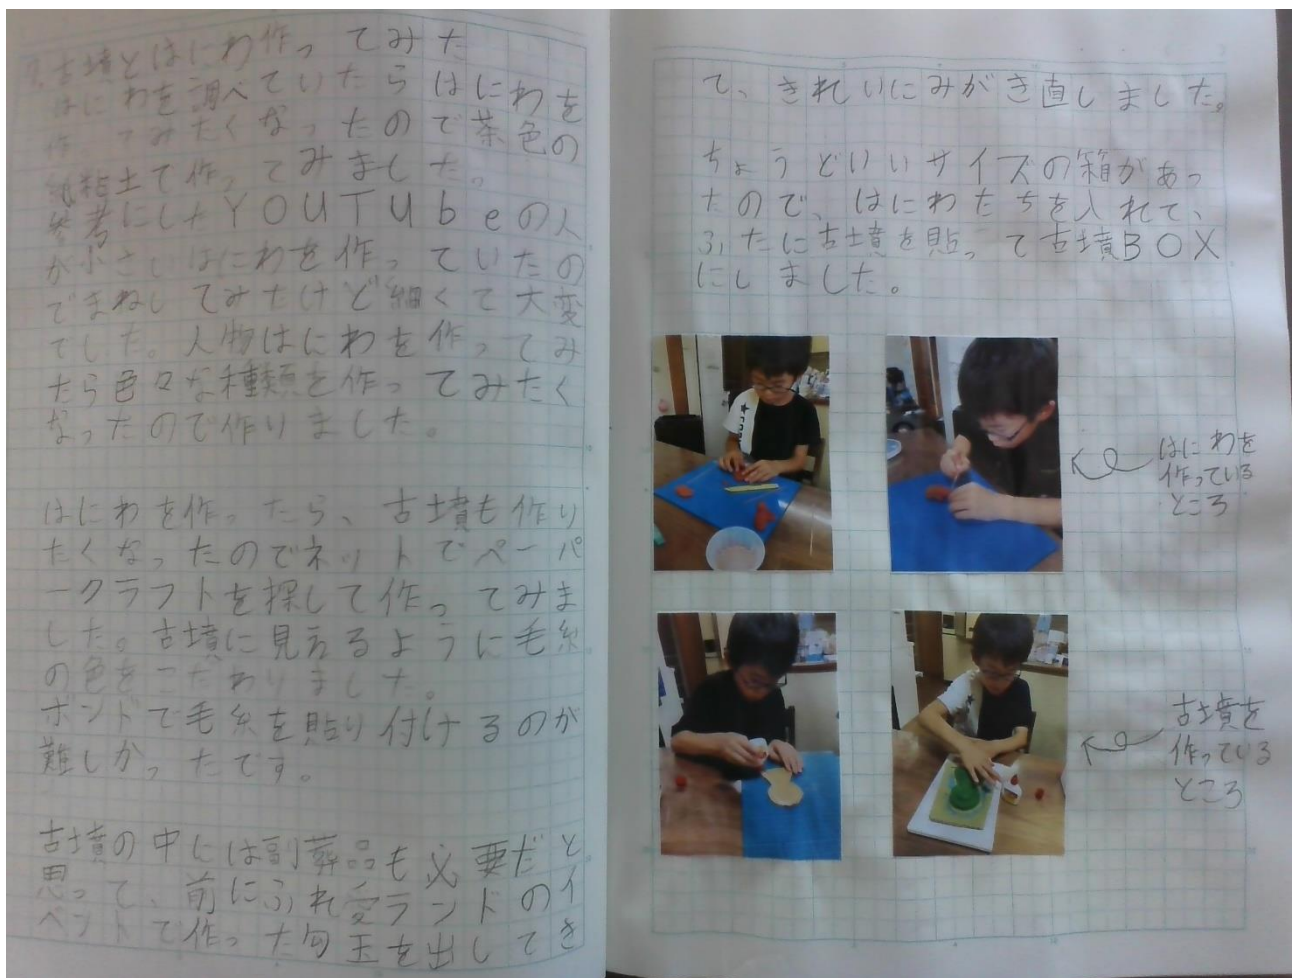 古墳とはにわ作ってみた
はにわを調べていたらはにわを
作ってみたくなったので茶色の
紙粘土で作ってみました。
参考にしたYOUTUbeの人
が小さいはにわを作っていたの
でまねしてみたけど細くて大変
でした。人物はにわを作ってみ
たら色々な種類を作ってみたく
なったので作りました。
はにわを作ったら、古墳も作り
たくなったのでネットでペーパ
ークラフトを探して作ってみま
した。古墳に見えるように毛糸
の色をこだわりました。
ボンドで毛糸を貼り付けるのが
難しかったです。
古墳の中には副葬品も必要だと
思って、前にふれ愛ランドのイ
ベントで作った勾玉を出してき
て、きれいにみがき直しました。
ちょうどいいサイズの箱があっ
たので、はにわたちを入れて、
ふたに古墳を貼って古墳BOX
にしました。
はにわを
作っている
ところ
古墳を
作っている
ところ